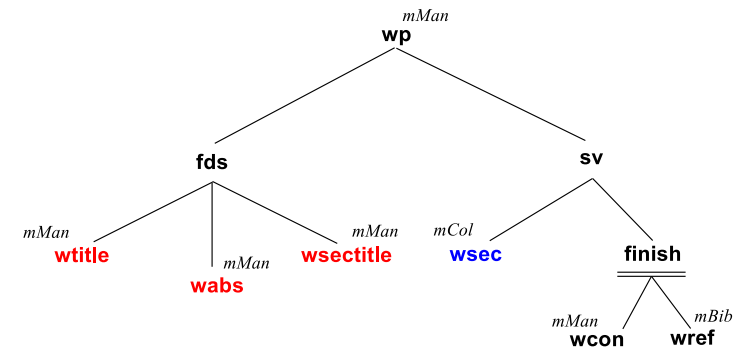 mMan
wp
fds
sv
mMan
wtitle
mMan
wabs
mMan
wsectitle
mCol
wsec
finish
mMan
wcon
mBib
wref